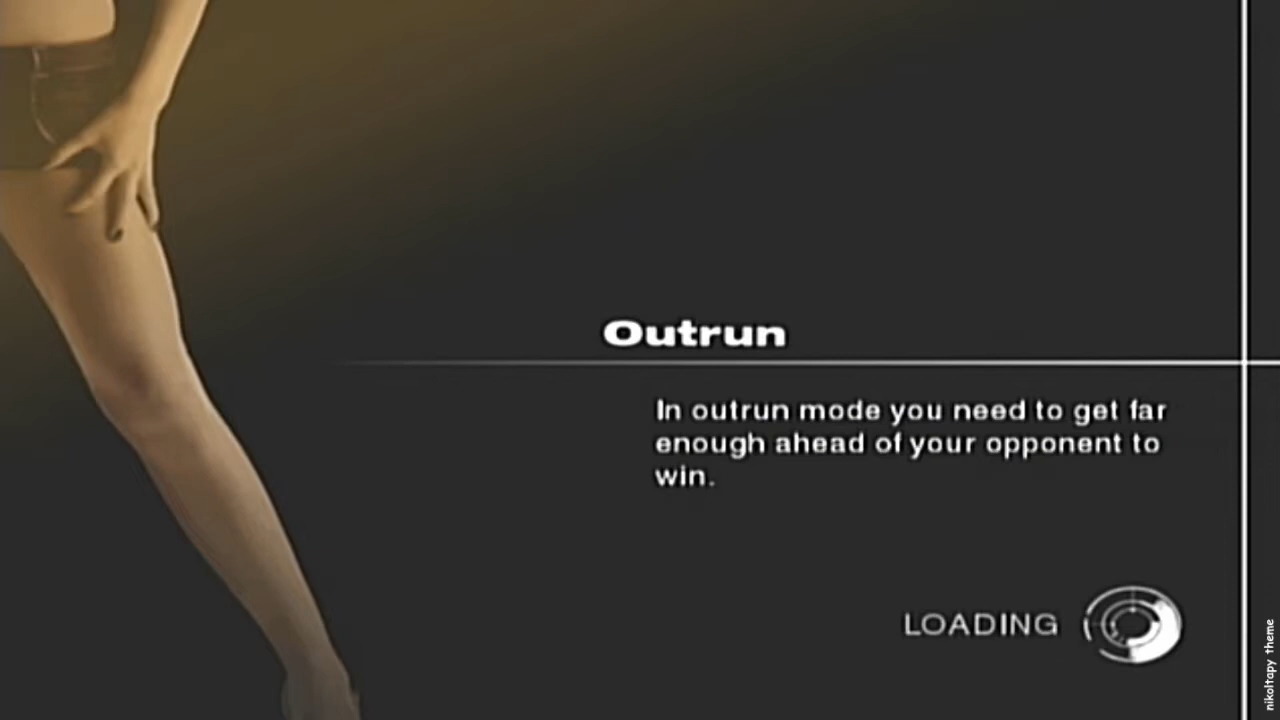 Outrun
In outrun mode you need to get far
enough ahead of your opponent to
win.
LOADING
nikoltapy theme